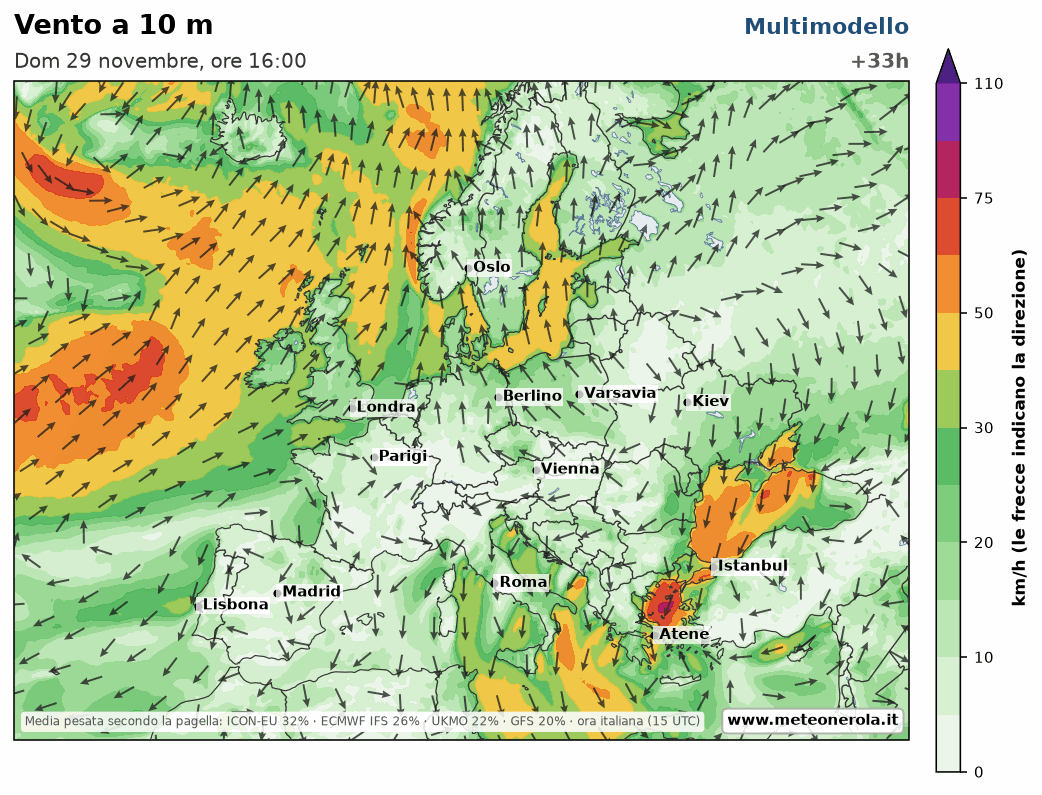 Vento a 10 m
Multimodello
Dom 29 novembre, ore 16:00
+33h
110
75
50
30
20
10
0
km/h (le frecce indicano la direzione)
Oslo
Berlino
Varsavia
Kiev
Londra
Parigi
Vienna
Istanbul
Roma
Madrid
Lisbona
Atene
Media pesata secondo la pagella: ICON-EU 32% · ECMWF IFS 26% · UKMO 22% · GFS 20% · ora italiana (15 UTC)
www.meteonerola.it